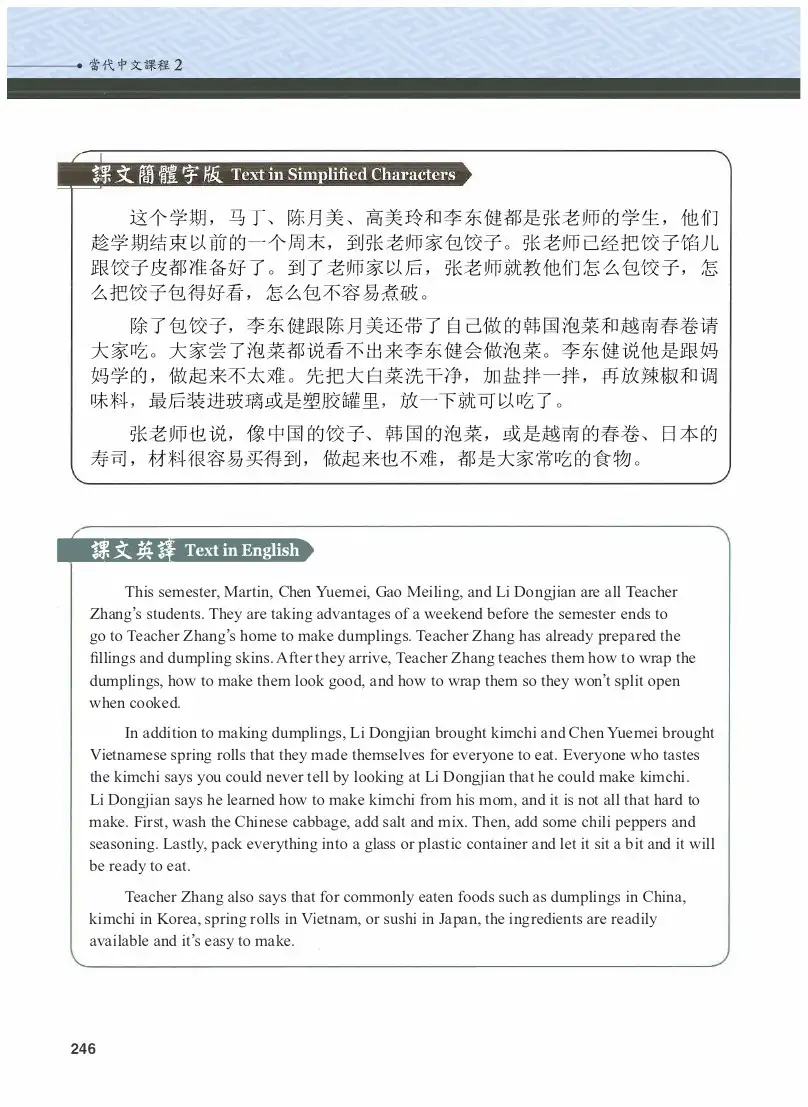 當代中文課程 2
課文簡體字版 Text in Simplified Characters
这个学期，马丁、陈月美、高美玲和李东健都是张老师的学生，他们
趁学期结束以前的一个周末，到张老师家包饺子。张老师已经把饺子馅儿
跟饺子皮都准备好了。到了老师家以后，张老师就教他们怎么包饺子，怎
么把饺子包得好看，怎么包不容易煮破。
除了包饺子，李东健跟陈月美还带了自己做的韩国泡菜和越南春卷请
大家吃。大家尝了泡菜都说看不出来李东健会做泡菜。李东健说他是跟妈
妈学的，做起来不太难。先把大白菜洗干净，加盐拌一拌，再放辣椒和调
味料，最后装进玻璃或是塑胶罐里，放一下就可以吃了。
张老师也说，像中国的饺子、韩国的泡菜，或是越南的春卷、日本的
寿司，材料很容易买得到，做起来也不难，都是大家常吃的食物。
課文英譯 Text in English
This semester, Martin, Chen Yuemei, Gao Meiling, and Li Dongjian are all Teacher
Zhang's students. They are taking advantages of a weekend before the semester ends to
go to Teacher Zhang's home to make dumplings. Teacher Zhang has already prepared the
fillings and dumpling skins. After they arrive, Teacher Zhang teaches them how to wrap the
dumplings, how to make them look good, and how to wrap them so they won't split open
when cooked.
In addition to making dumplings, Li Dongjian brought kimchi and Chen Yuemei brought
Vietnamese spring rolls that they made themselves for everyone to eat. Everyone who tastes
the kimchi says you could never tell by looking at Li Dongjian that he could make kimchi.
Li Dongjian says he learned how to make kimchi from his mom, and it is not all that hard to
make. First, wash the Chinese cabbage, add salt and mix. Then, add some chili peppers and
seasoning. Lastly, pack everything into a glass or plastic container and let it sit a bit and it will
be ready to eat.
Teacher Zhang also says that for commonly eaten foods such as dumplings in China,
kimchi in Korea, spring rolls in Vietnam, or sushi in Japan, the ingredients are readily
available and it's easy to make.
246